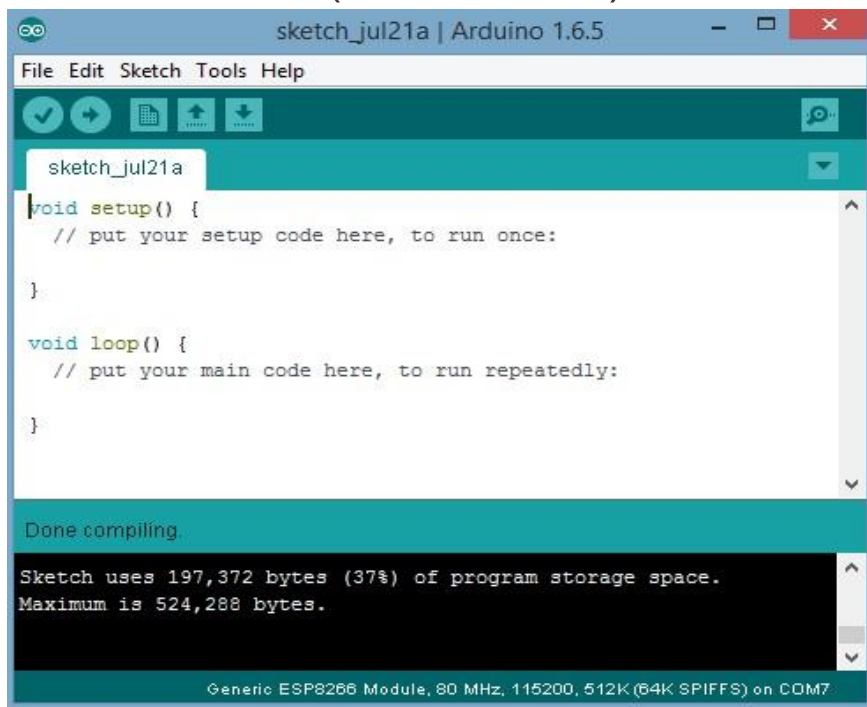 sketch_jul21a | Arduino 1.6.5
File Edit Sketch Tools Help
sketch_jul21a
void setup() {
// put your setup code here, to run once:
}
void loop() {
// put your main code here, to run repeatedly:
}
Done compiling.
Sketch uses 197,372 bytes (37%) of program storage space.
Maximum is 524,288 bytes.
Generic ESP8266 Module, 80 MHz, 115200, 512K (64K SPIFFS) on COM7